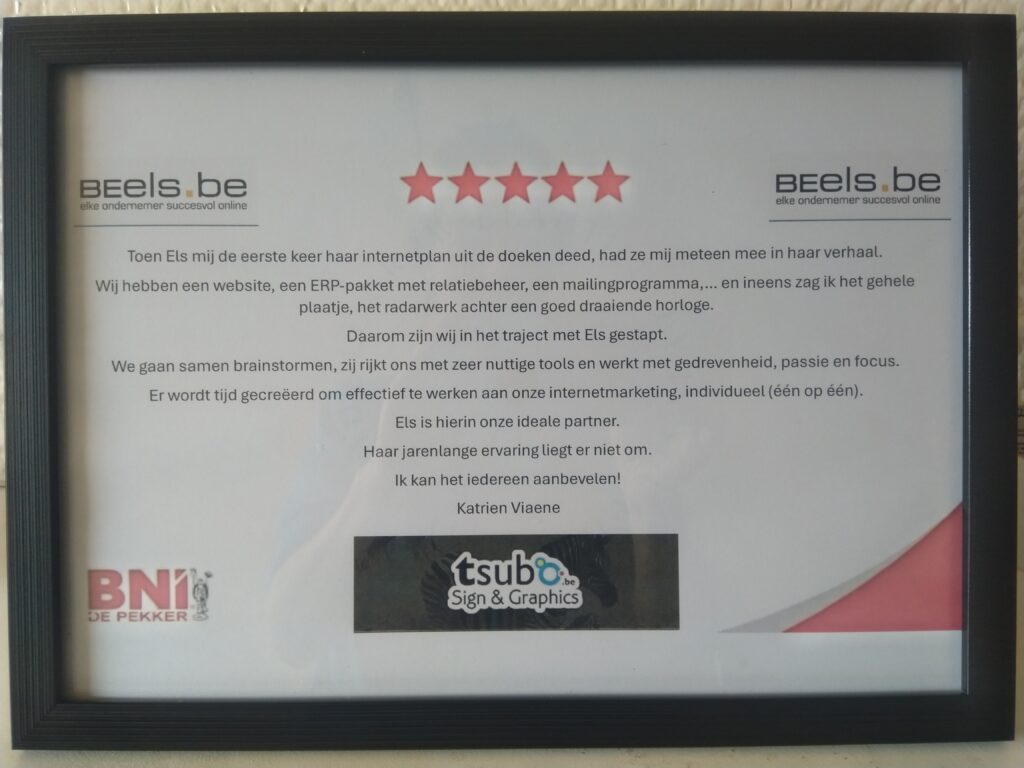 BEels.be
elke ondernemer succesvol online
BEels.be
elke ondernemer succesvol online
Toen Els mij de eerste keer haar internetplan uit de doeken deed, had ze mij meteen mee in haar verhaal.
Wij hebben een website, een ERP-pakket met relatiebeheer, een mailingprogramma,... en ineens zag ik het gehele
plaatje, het radarwerk achter een goed draaiende horloge.
Daarom zijn wij in het traject met Els gestapt.
We gaan samen brainstormen, zij rijkt ons met zeer nuttige tools en werkt met gedrevenheid, passie en focus.
Er wordt tijd gecreëerd om effectief te werken aan onze internetmarketing, individueel (één op één).
Els is hierin onze ideale partner.
Haar jarenlange ervaring liegt er niet om.
Ik kan het iedereen aanbevelen!
Katrien Viaene
BNI
DE PEKKER
tsubo.be
Sign & Graphics